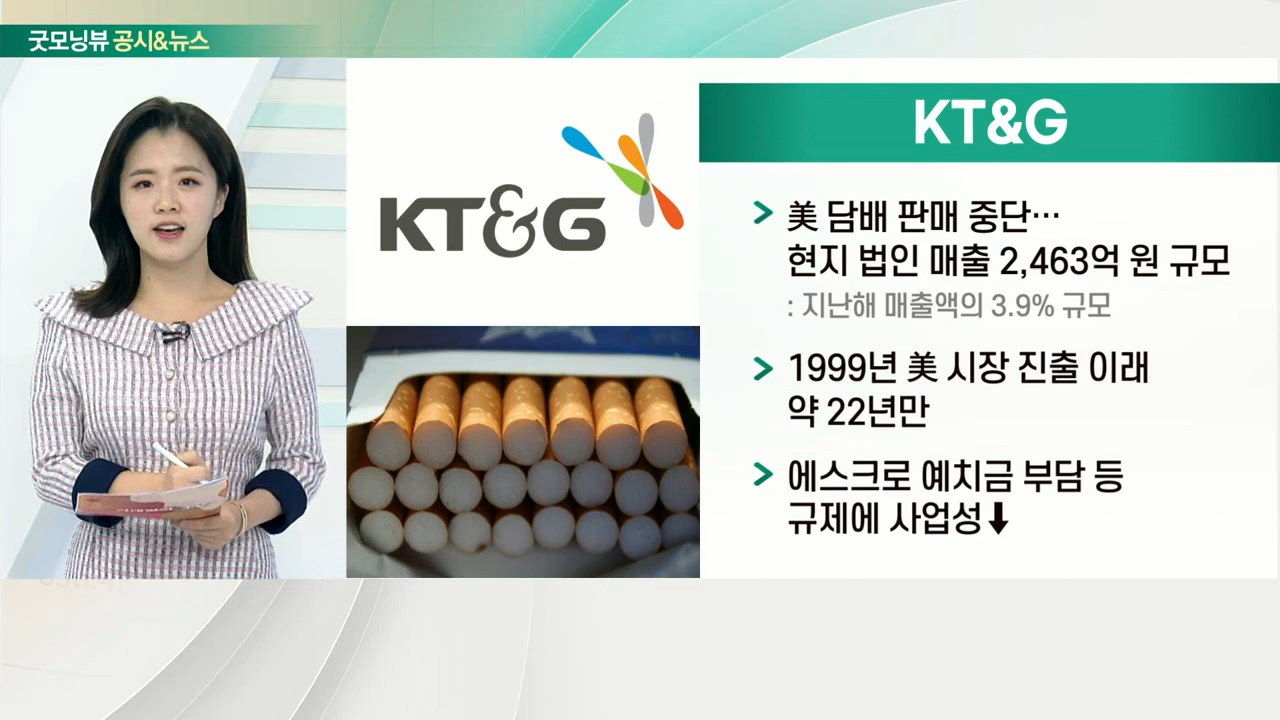 굿모닝뷰 공시&뉴스
KT&G
KT&G
美 담배 판매 중단…
현지 법인 매출 2,463억 원 규모
: 지난해 매출액의 3.9% 규모
1999년 美 시장 진출 이래
약 22년만
에스크로 예치금 부담 등
규제에 사업성⬇